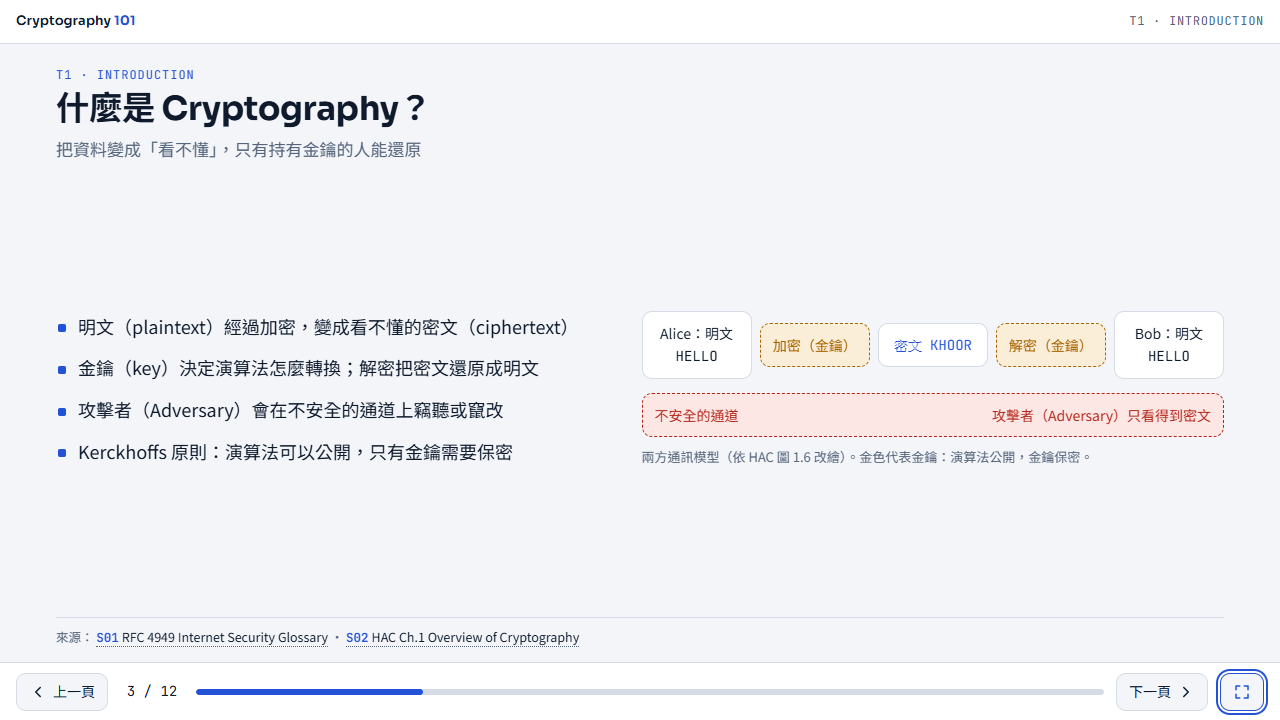 Cryptography 101
T1 · INTRODUCTION
T1 · INTRODUCTION
什麼是 Cryptography？
把資料變成「看不懂」，只有持有金鑰的人能還原
明文（plaintext）經過加密，變成看不懂的密文（ciphertext）
金鑰（key）決定演算法怎麼轉換；解密把密文還原成明文
攻擊者（Adversary）會在不安全的通道上竊聽或竄改
Kerckhoffs 原則：演算法可以公開，只有金鑰需要保密
Alice：明文
HELLO
加密（金鑰）
密文 KHOOR
解密（金鑰）
Bob：明文
HELLO
不安全的通道
攻擊者（Adversary）只看得到密文
兩方通訊模型（依 HAC 圖 1.6 改繪）。金色代表金鑰：演算法公開，金鑰保密。
來源： S01 RFC 4949 Internet Security Glossary · S02 HAC Ch.1 Overview of Cryptography
上一頁
3 / 12
下一頁